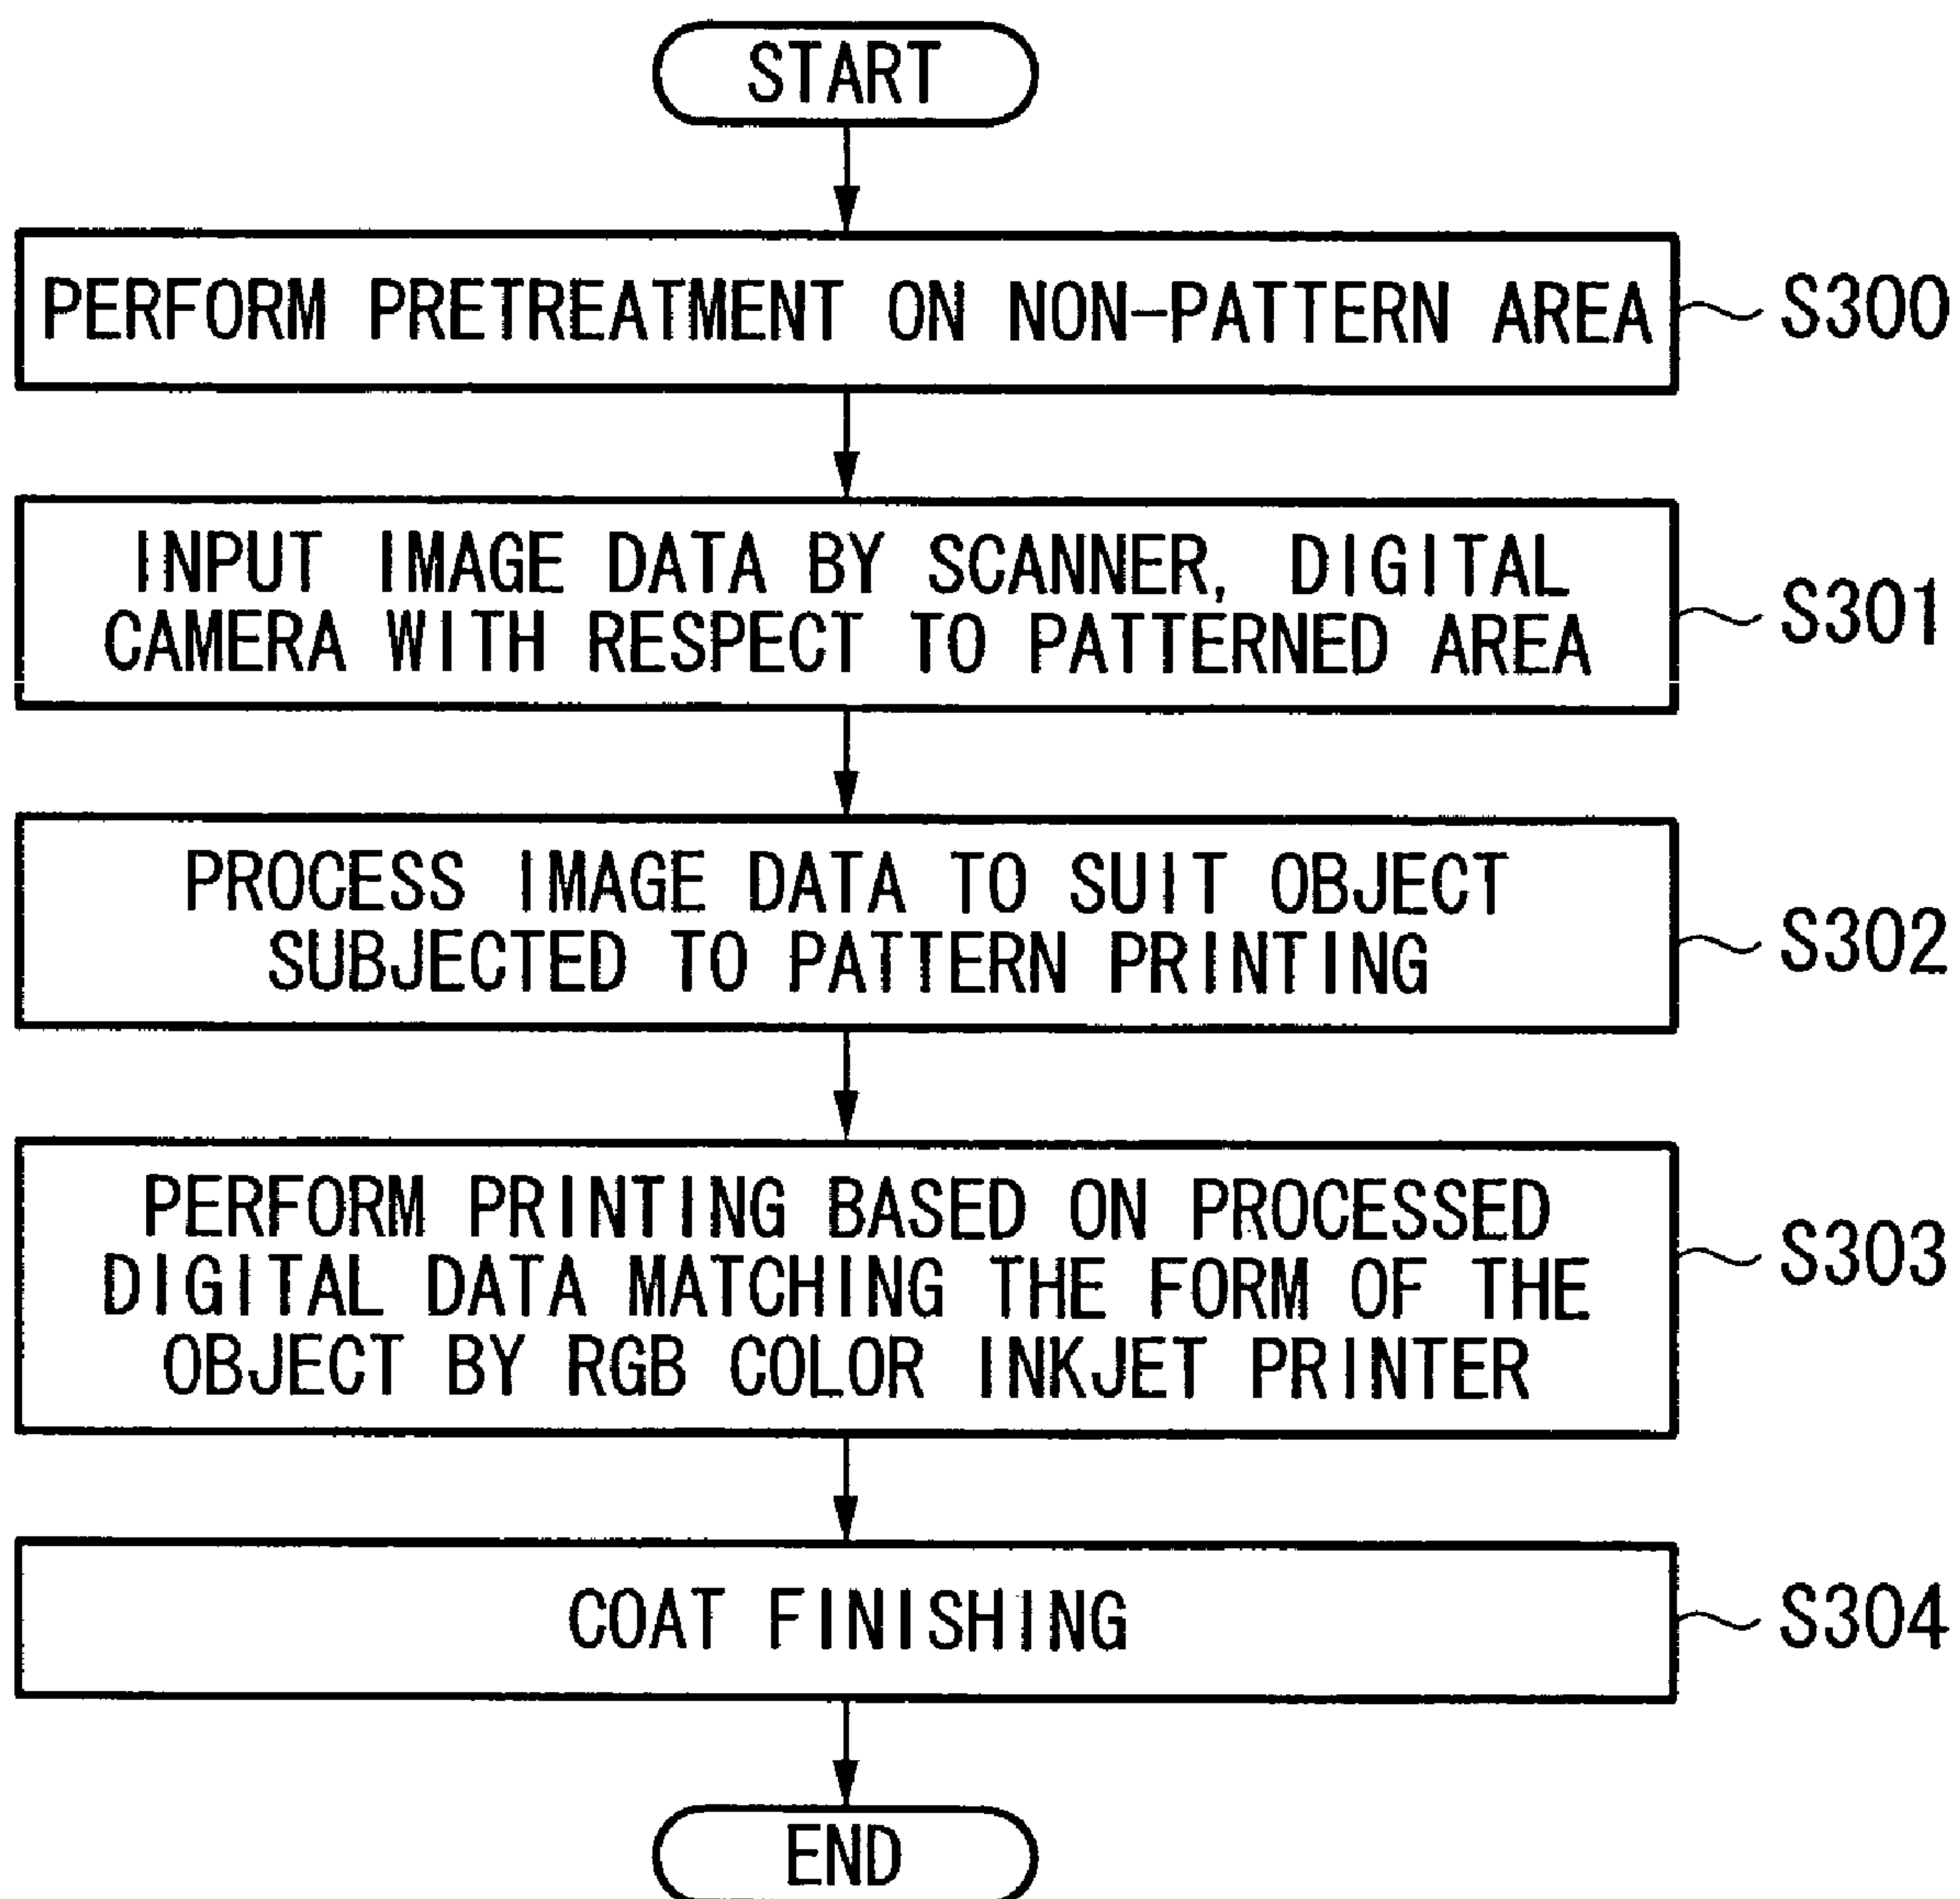 START
PERFORM PRETREATMENT ON NON-PATTERN AREA
S300
INPUT IMAGE DATA BY SCANNER, DIGITAL
CAMERA WITH RESPECT TO PATTERNED AREA
S301
PROCESS IMAGE DATA TO SUIT OBJECT
SUBJECTED TO PATTERN PRINTING
S302
PERFORM PRINTING BASED ON PROCESSED
DIGITAL DATA MATCHING THE FORM OF THE
OBJECT BY RGB COLOR INKJET PRINTER
S303
COAT FINISHING
S304
END